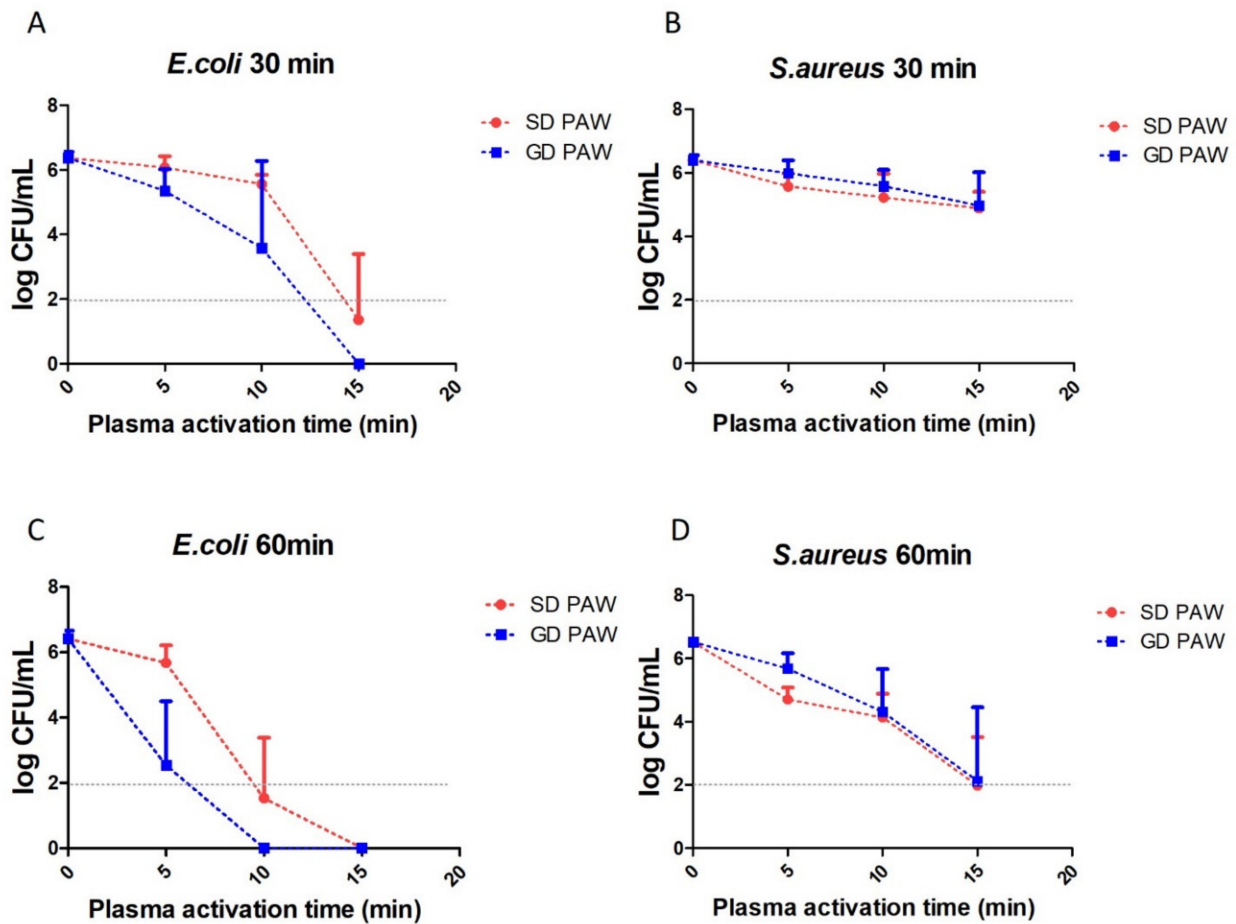 A
E.coli 30 min
SD PAW
GD PAW
log CFU/mL
8
6
4
2
0
0
5
10
15
20
Plasma activation time (min)
B
S.aureus 30 min
SD PAW
GD PAW
log CFU/mL
8
6
4
2
0
0
5
10
15
20
Plasma activation time (min)
C
E.coli 60min
SD PAW
GD PAW
log CFU/mL
8
6
4
2
0
0
5
10
15
20
Plasma activation time (min)
D
S.aureus 60min
SD PAW
GD PAW
log CFU/mL
8
6
4
2
0
0
5
10
15
20
Plasma activation time (min)